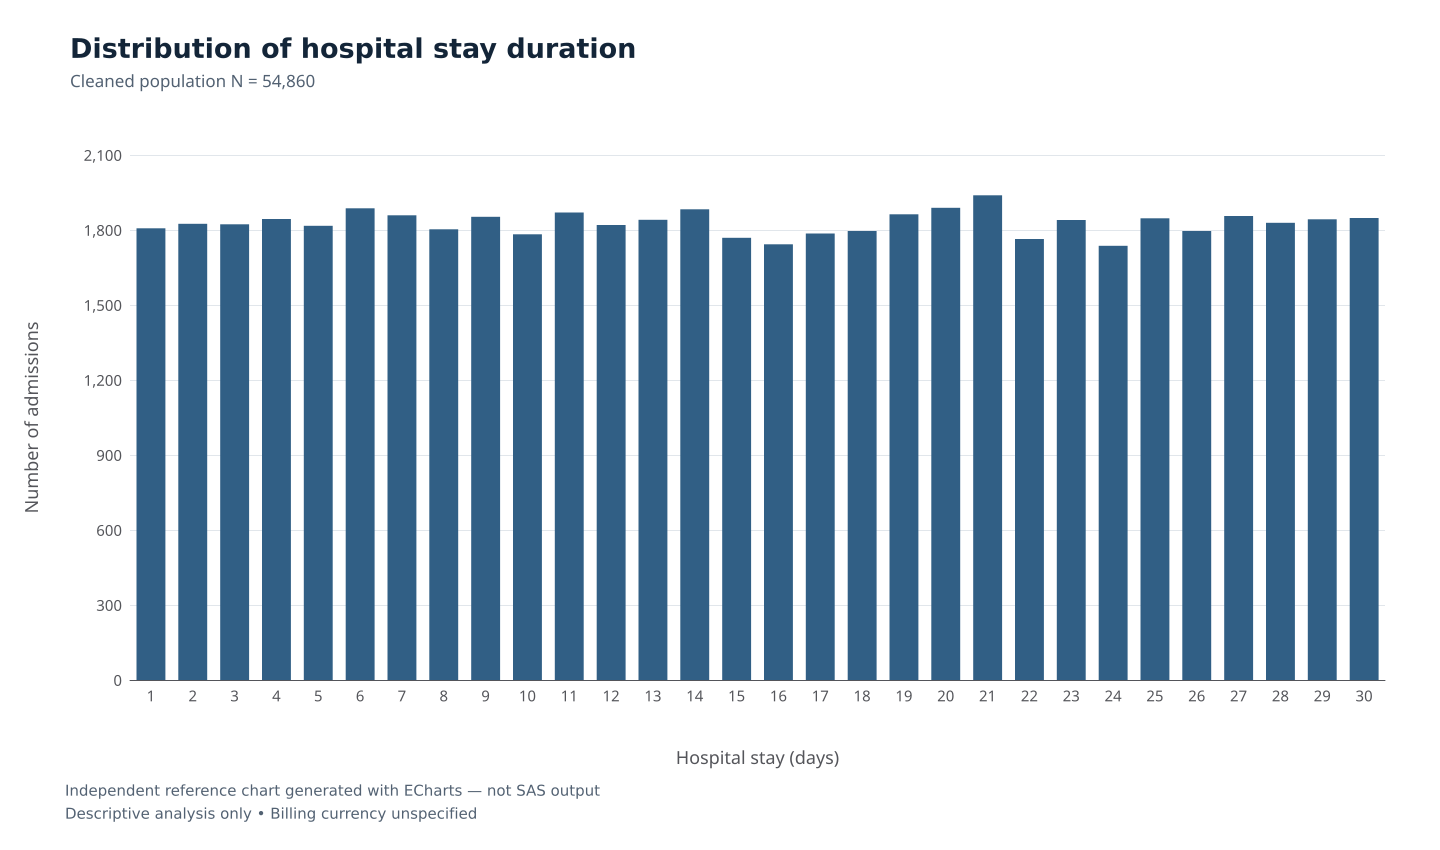 Distribution of hospital stay duration
Cleaned population N = 54,860
2,100
1,800
1,500
1,200
900
600
300
0
Number of admissions
1 2 3 4 5 6 7 8 9 10 11 12 13 14 15 16 17 18 19 20 21 22 23 24 25 26 27 28 29 30
Hospital stay (days)
Independent reference chart generated with ECharts — not SAS output
Descriptive analysis only • Billing currency unspecified